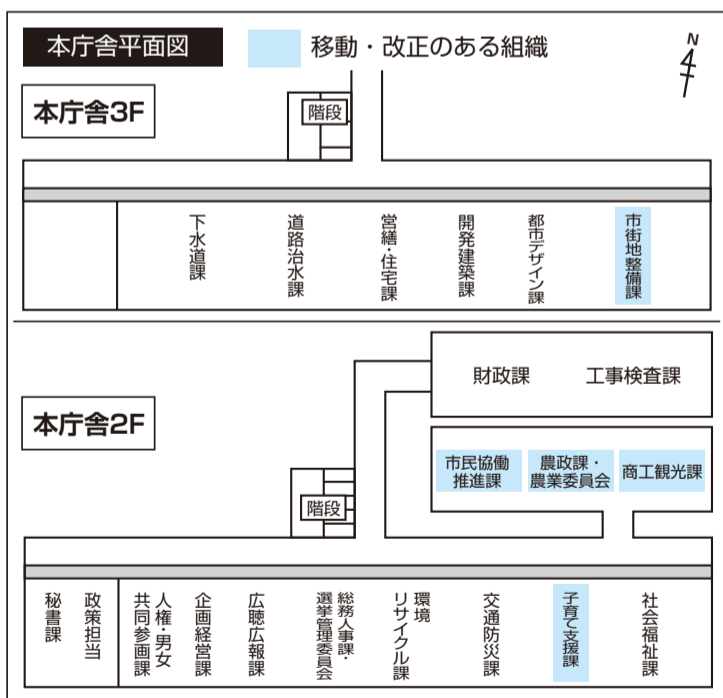 本庁舎平面図
移動・改正のある組織
N
本庁舎3F
階段
下水道課
道路治水課
営繕・住宅課
開発建築課
都市デザイン課
市街地整備課
本庁舎2F
財政課
工事検査課
市民協働
推進課
農政課・
農業委員会
商工観光課
階段
秘書課
政策担当
人権・男女
共同参画課
企画経営課
広聴広報課
総務人事課・
選挙管理委員会
環境
リサイクル課
交通防災課
子育て支援課
社会福祉課